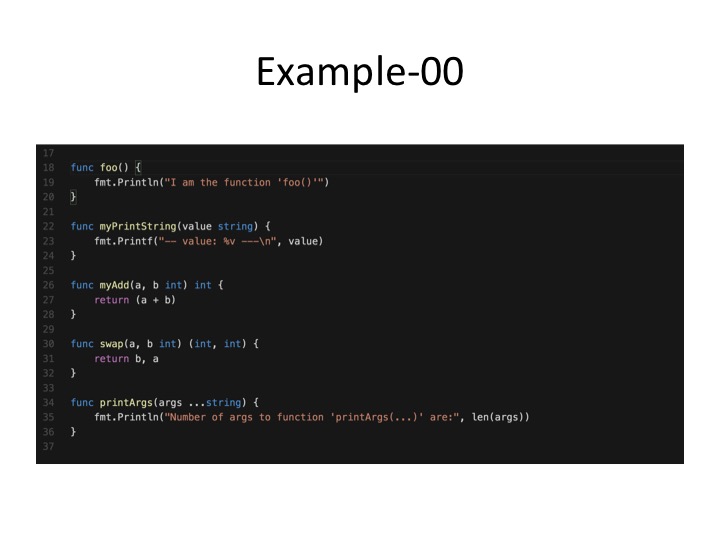 Example-00
17
18 func foo() {
19 fmt.Println("I am the function 'foo()'")
20 }
21
22 func myPrintString(value string) {
23 fmt.Printf("-- value: %v ---\n", value)
24 }
25
26 func myAdd(a, b int) int {
27 return (a + b)
28 }
29
30 func swap(a, b int) (int, int) {
31 return b, a
32 }
33
34 func printArgs(args ...string) {
35 fmt.Println("Number of args to function 'printArgs(...)' are:", len(args))
36 }
37